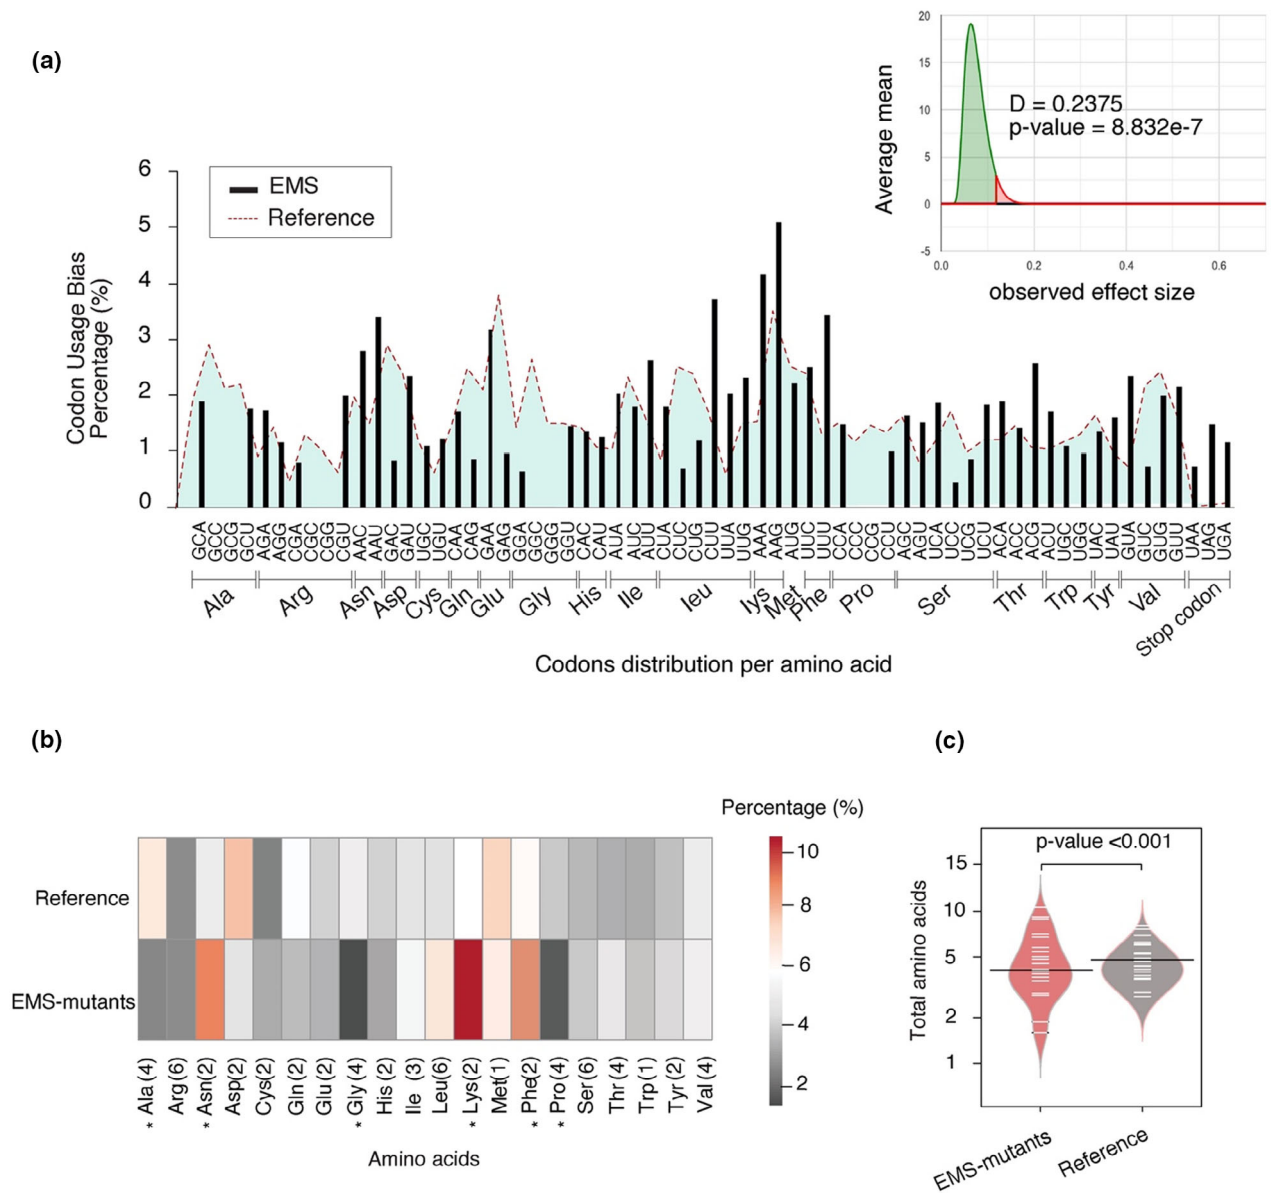 (a)
20
15
10
5
0
-5
Average mean
D = 0.2375
p-value = 8.832e-7
0.0 0.2 0.4 0.6
observed effect size
6
5
4
3
2
1
0
Codon Usage Bias
Percentage (%)
EMS
Reference
GCA GCC GCG GCU AGA AGG CGA CGC CGG CGU AAC AAU GAC GAU UGC UGU CAA CAG GAA GAG GGA GGC GGG GGU CAC CAU AUA AUC AUU CUA CUC CUG CUU UUA UUG AAA AAG AUG UUC UUU CCA CCC CCG CCU AGC AGU UCA UCC UCG UCU ACA ACC ACG ACU UGG UGG UAC UAU GUA GUC GUG GUU UAA UAG UGA
Ala Arg Asn Asp Cys Gln Glu Gly His Ile leu lys Met Phe Pro Ser Thr Trp Tyr Val Stop codon
Codons distribution per amino acid
(b)
Percentage (%)
10
8
6
4
2
Reference
EMS-mutants
* Ala (4) Arg (6) * Asn(2) Asp(2) Cys(2) Gln (2) Glu (2) * Gly (4) His (2) Ile (3) Leu(6) * Lys(2) Met(1) * Phe(2) * Pro (4) Ser (6) Thr (4) Trp (1) Tyr (2) Val (4)
Amino acids
(c)
p-value <0.001
Total amino acids
15
10
5
2
1
EMS-mutants Reference